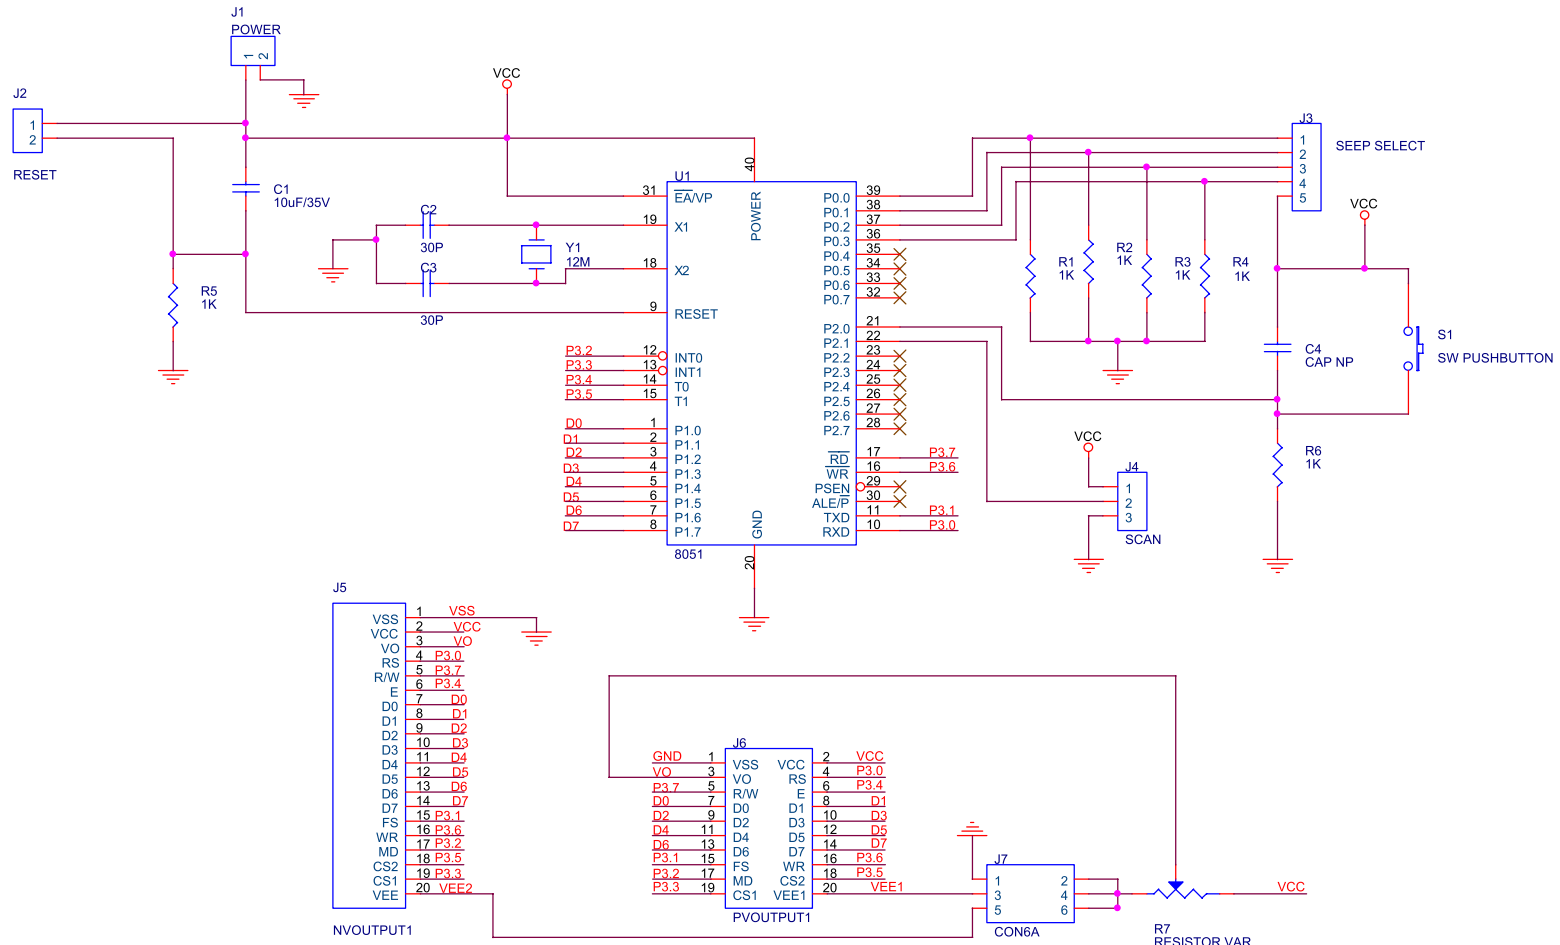 J1
POWER
1 2
J2
1
2
RESET
VCC
C1
10uF/35V
C2
30P
C3
30P
Y1
12M
R5
1K
U1
40
POWER
31 EA/VP
19 X1
18 X2
9 RESET
P3.2 12 INT0
P3.3 13 INT1
P3.4 14 T0
P3.5 15 T1
D0 1 P1.0
D1 2 P1.1
D2 3 P1.2
D3 4 P1.3
D4 5 P1.4
D5 6 P1.5
D6 7 P1.6
D7 8 P1.7
P0.0 39
P0.1 38
P0.2 37
P0.3 36
P0.4 35
P0.5 34
P0.6 33
P0.7 32
P2.0 21
P2.1 22
P2.2 23
P2.3 24
P2.4 25
P2.5 26
P2.6 27
P2.7 28
RD 17 P3.7
WR 16 P3.6
PSEN 29
ALE/P 30
TXD 11 P3.1
RXD 10 P3.0
GND
20
8051
J3
1
2
3
4
5
SEEP SELECT
R1
1K
R2
1K
R3
1K
R4
1K
VCC
C4
CAP NP
S1
SW PUSHBUTTON
R6
1K
VCC
J4
1
2
3
SCAN
J5
VSS 1 VSS
VCC 2 VCC
VO 3 VO
RS 4 P3.0
R/W 5 P3.7
E 6 P3.4
D0 7 D0
D1 8 D1
D2 9 D2
D3 10 D3
D4 11 D4
D5 12 D5
D6 13 D6
D7 14 D7
FS 15 P3.1
WR 16 P3.6
MD 17 P3.2
CS2 18 P3.5
CS1 19 P3.3
VEE 20 VEE2
NVOUTPUT1
J6
GND 1 VSS VCC 2 VCC
VO 3 VO RS 4 P3.0
P3.7 5 R/W E 6 P3.4
D0 7 D0 D1 8 D1
D2 9 D2 D3 10 D3
D4 11 D4 D5 12 D5
D6 13 D6 D7 14 D7
P3.1 15 FS WR 16 P3.6
P3.2 17 MD CS2 18 P3.5
P3.3 19 CS1 VEE1 20 VEE1
PVOUTPUT1
J7
1 2
3 4
5 6
CON6A
VCC
R7
RESISTOR VAR